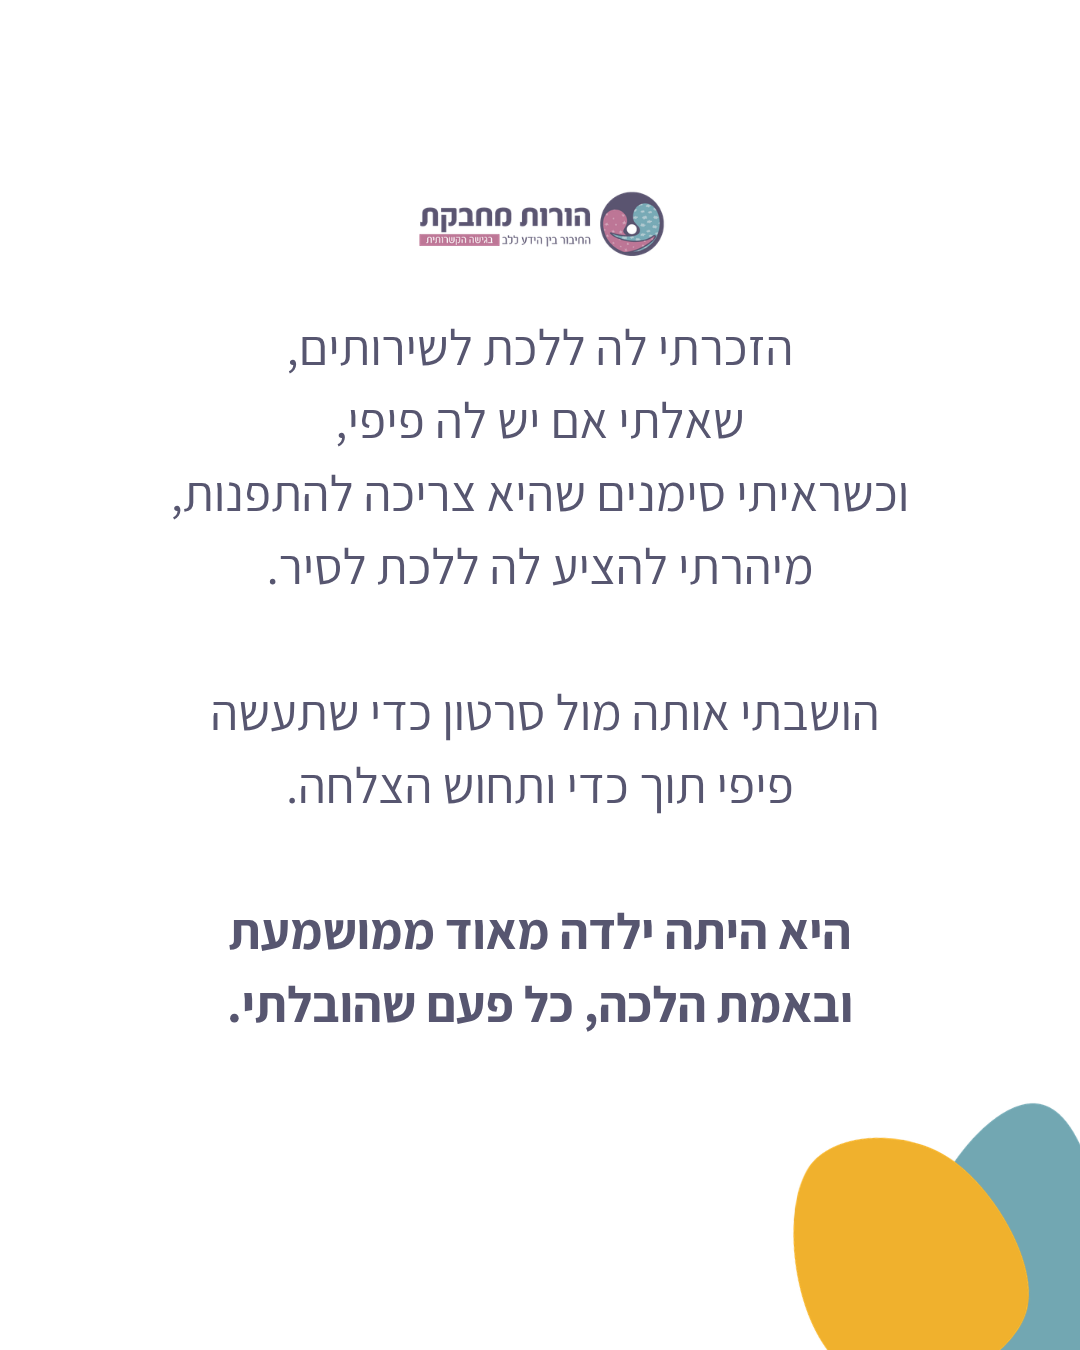 הורות מחבקת
החיבור בין הידע ללב בגישה הקשרותית
הזכרתי לה ללכת לשירותים,
שאלתי אם יש לה פיפי,
וכשראיתי סימנים שהיא צריכה להתפנות,
מיהרתי להציע לה ללכת לסיר.
הושבתי אותה מול סרטון כדי שתעשה
פיפי תוך כדי ותחוש הצלחה.
היא היתה ילדה מאוד ממושמעת
ובאמת הלכה, כל פעם שהובלתי.